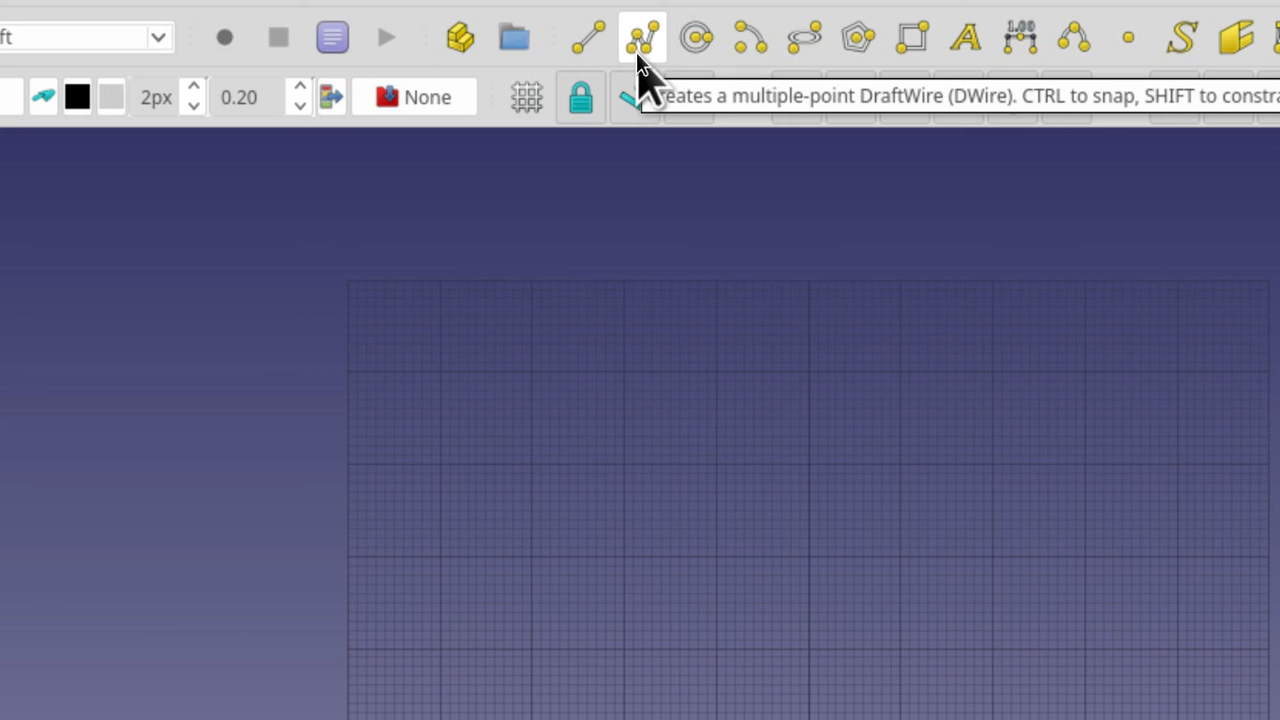 ft
1.00
A
S
2px
0.20
None
eates a multiple-point DraftWire (DWire). CTRL to snap, SHIFT to constra